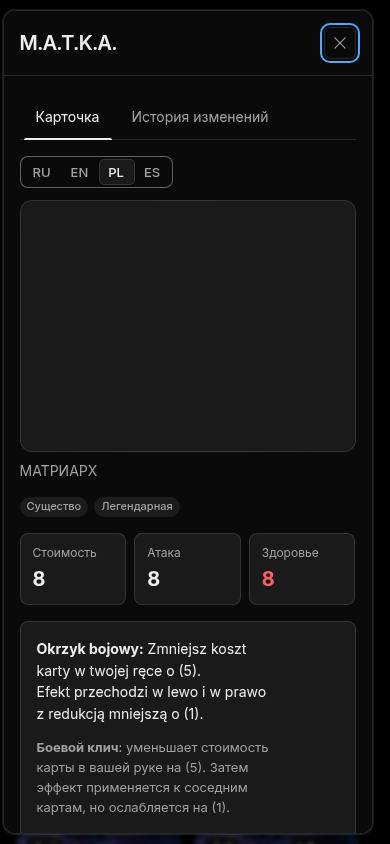 M.A.T.K.A.
Карточка История изменений
RU EN PL ES
МАТРИАРХ
Существо Легендарная
Стоимость Атака Здоровье
8 8 8
Okrzyk bojowy: Zmniejsz koszt
karty w twojej ręce o (5).
Efekt przechodzi w lewo i w prawo
z redukcją mniejszą o (1).
Боевой клич: уменьшает стоимость
карты в вашей руке на (5). Затем
эффект применяется к соседним
картам, но ослабляется на (1).